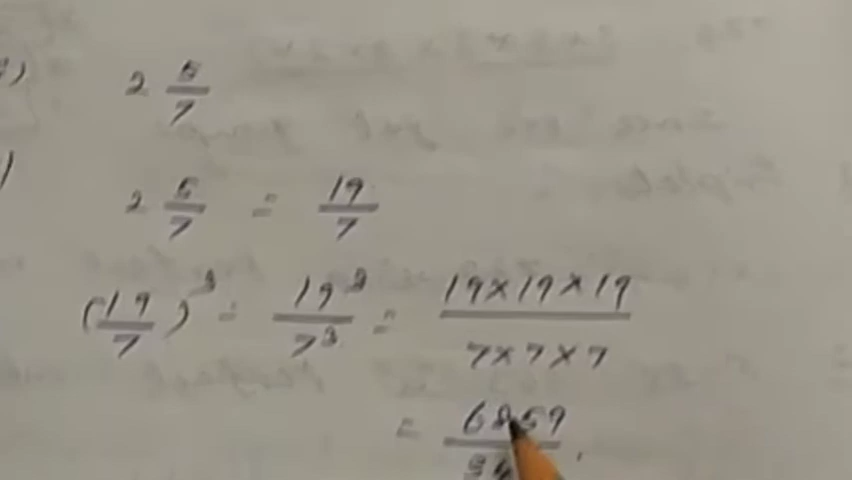 2 5/7
2 5/7 = 19/7
(19/7)³ = 19³/7³ = 19×19×19/7×7×7
= 6859/34